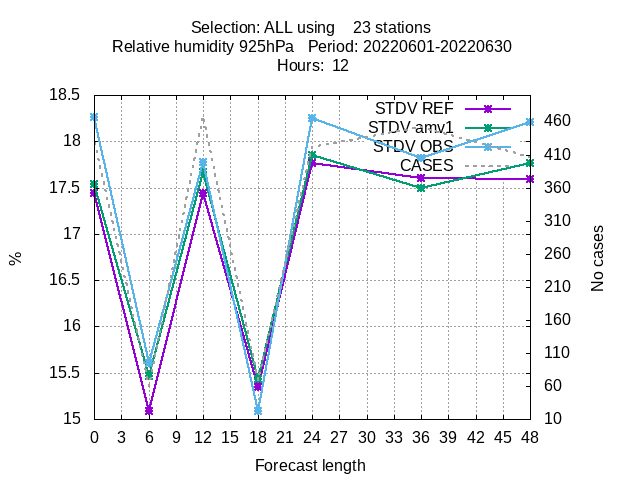 Selection: ALL using    23 stations
Relative humidity 925hPa   Period: 20220601-20220630
Hours:  12
STDV REF
STDV amv1
STDV OBS
CASES
18.5
18
17.5
17
16.5
16
15.5
15
%
460
410
360
310
260
210
160
110
60
10
No cases
0 3 6 9 12 15 18 21 24 27 30 33 36 39 42 45 48
Forecast length